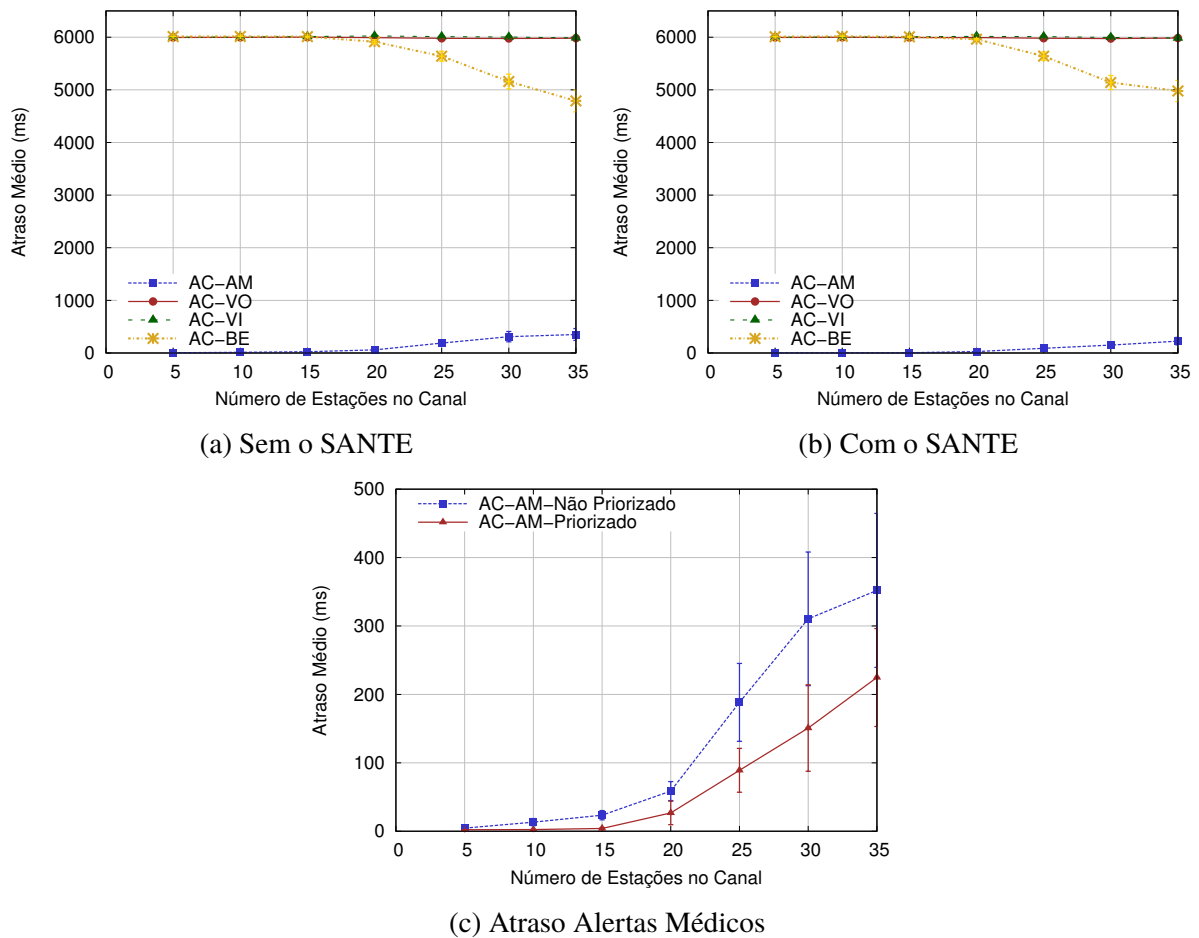 6000
5000
4000
3000
2000
1000
0
Atraso Médio (ms)
AC−AM
AC−VO
AC−VI
AC−BE
0 5 10 15 20 25 30 35
Número de Estações no Canal
(a) Sem o SANTE
6000
5000
4000
3000
2000
1000
0
Atraso Médio (ms)
AC−AM
AC−VO
AC−VI
AC−BE
0 5 10 15 20 25 30 35
Número de Estações no Canal
(b) Com o SANTE
500
400
300
200
100
0
Atraso Médio (ms)
AC−AM−Não Priorizado
AC−AM−Priorizado
0 5 10 15 20 25 30 35
Número de Estações no Canal
(c) Atraso Alertas Médicos